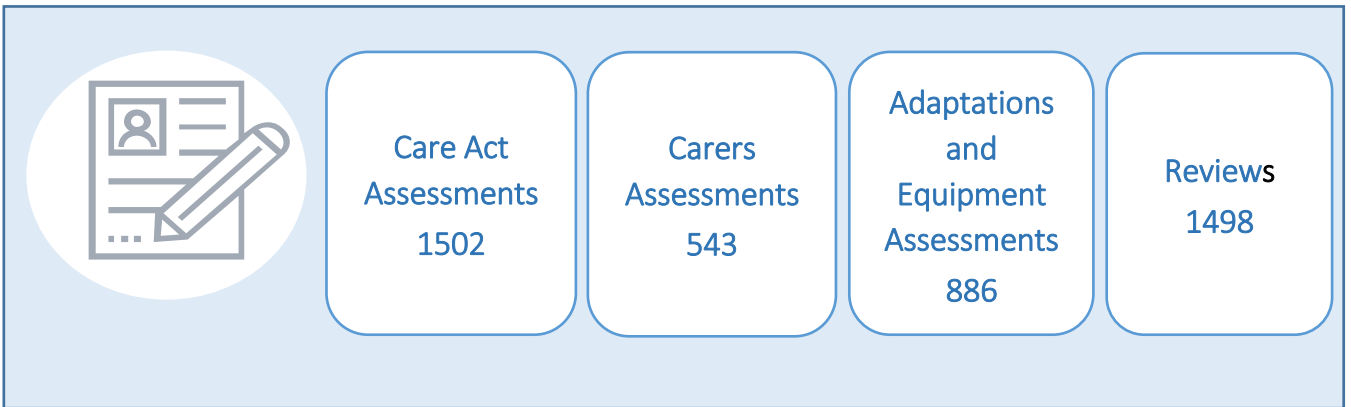 Care Act
Assessments
1502
Carers
Assessments
543
Adaptations
and
Equipment
Assessments
886
Reviews
1498